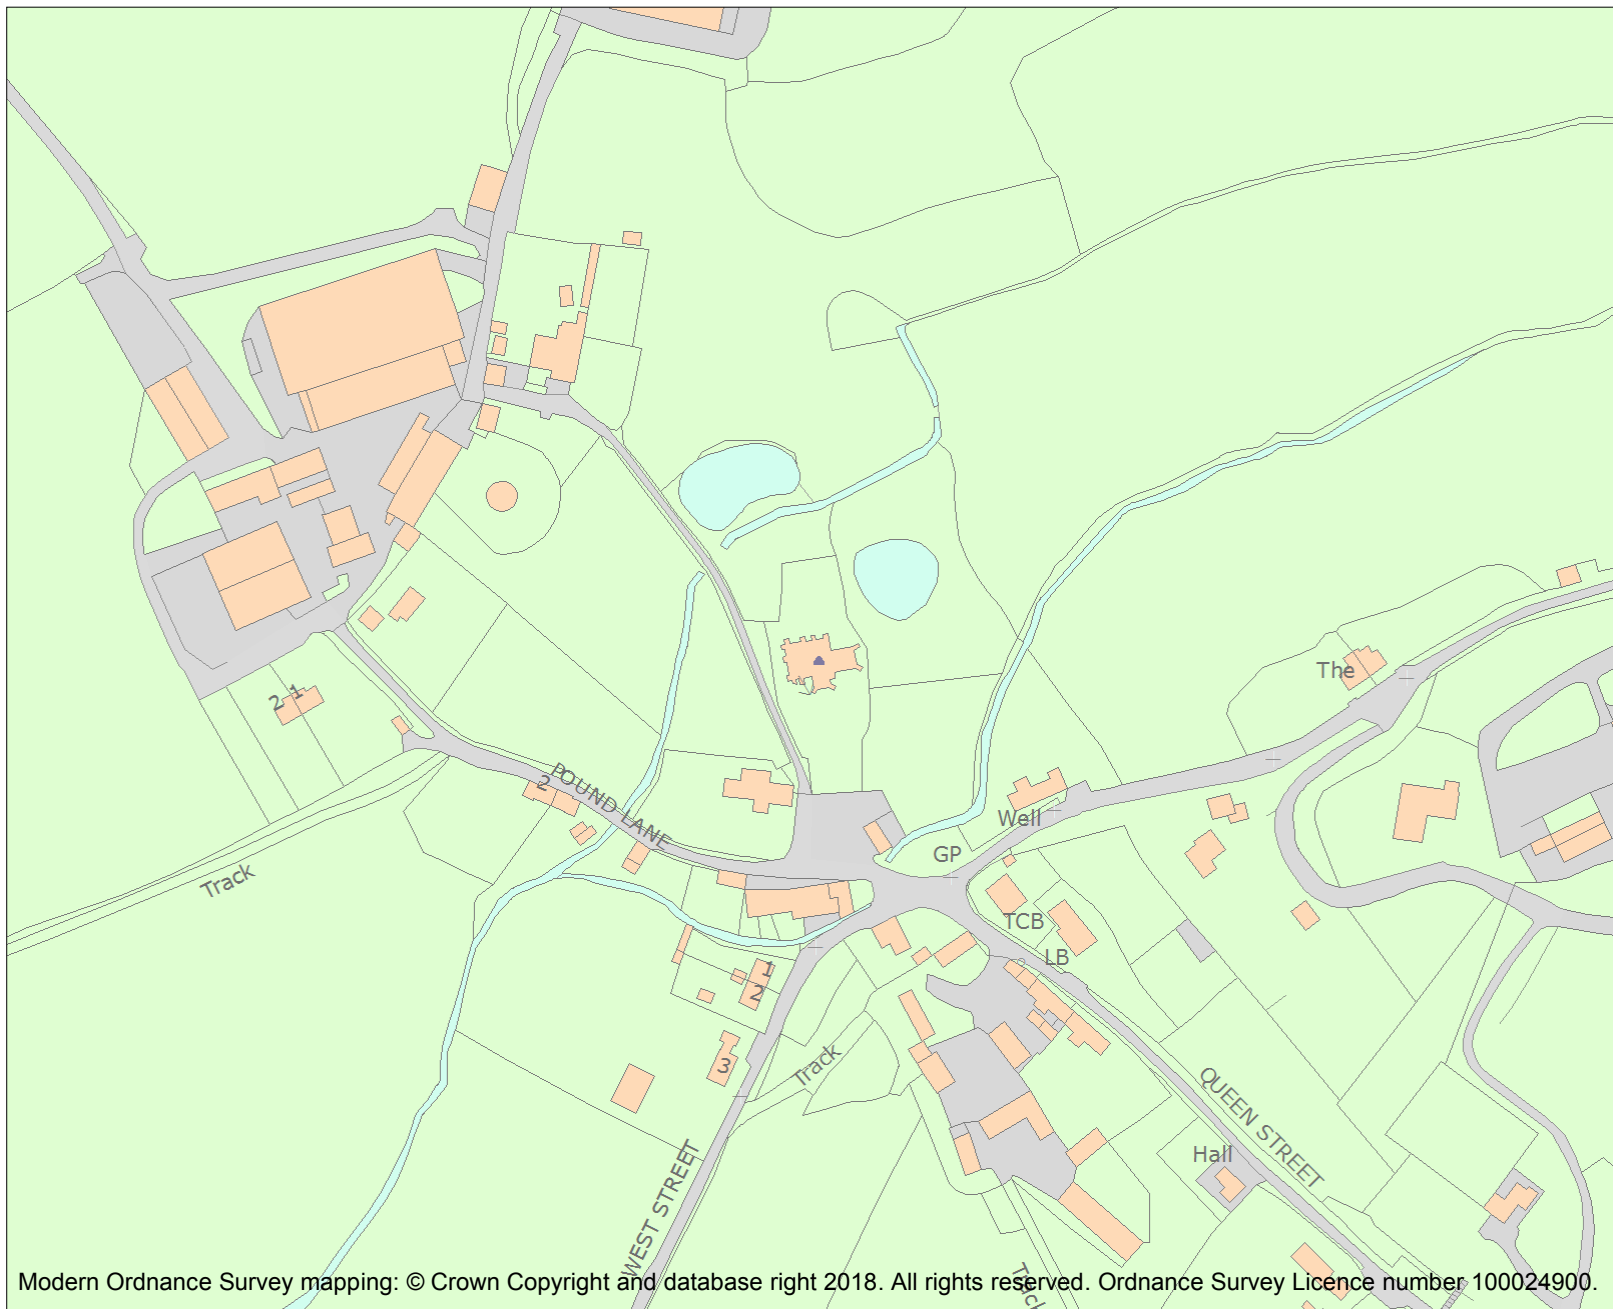 The
2 1
POUND LANE
2
Well
GP
Track
TCB
LB
1
2
3
Track
QUEEN STREET
Hall
WEST STREET
Track
Modern Ordnance Survey mapping: © Crown Copyright and database right 2018. All rights reserved. Ordnance Survey Licence number 100024900.